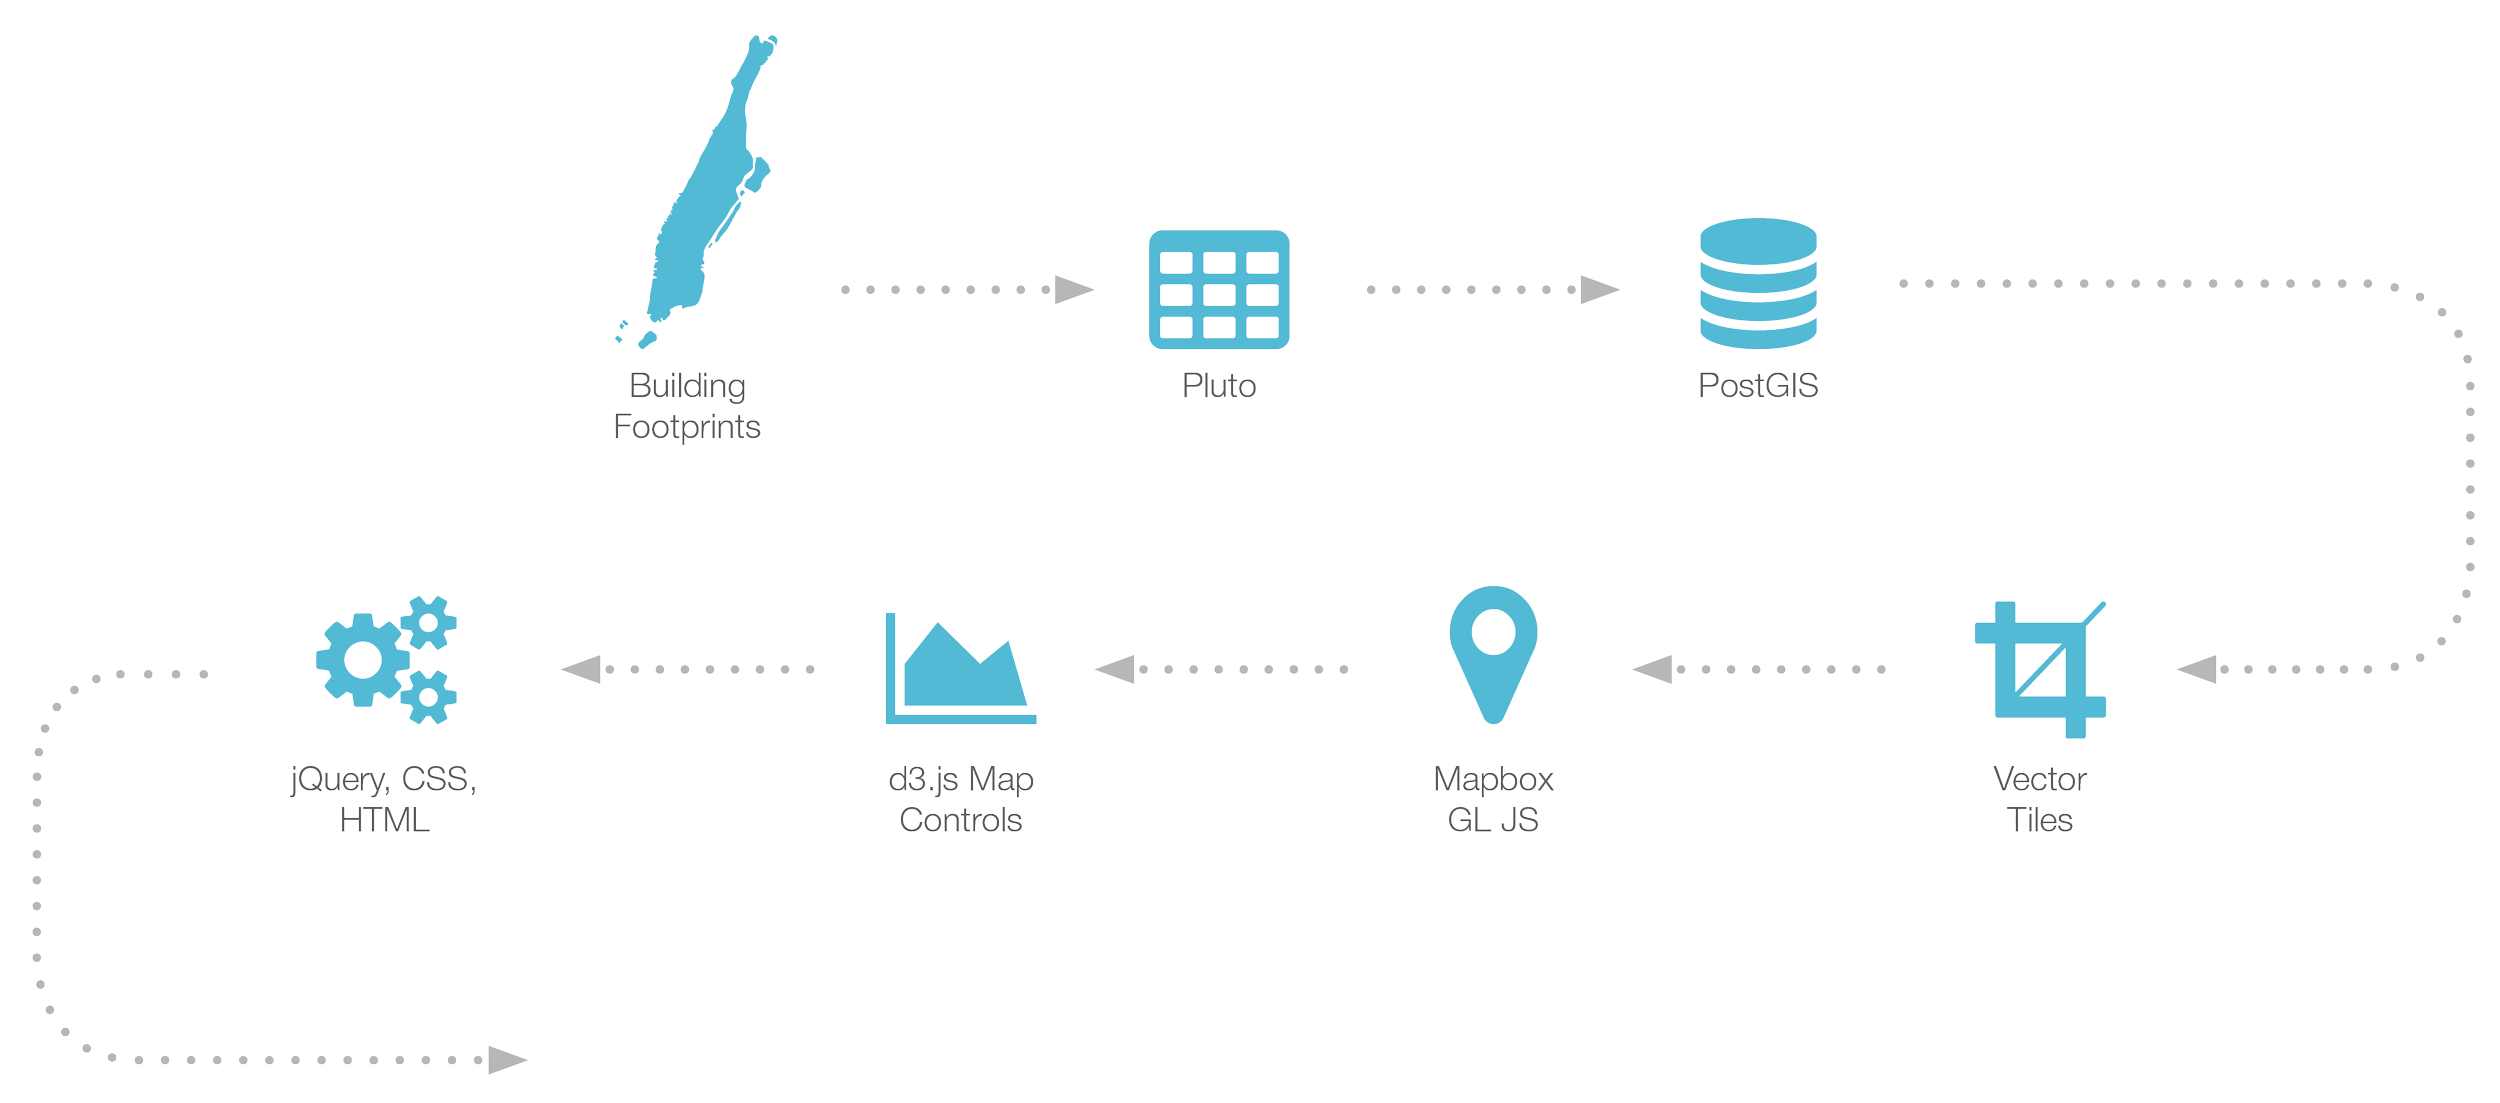 Building
Footprints
Pluto
PostGIS
jQuery, CSS,
HTML
d3.js Map
Controls
Mapbox
GL JS
Vector
Tiles